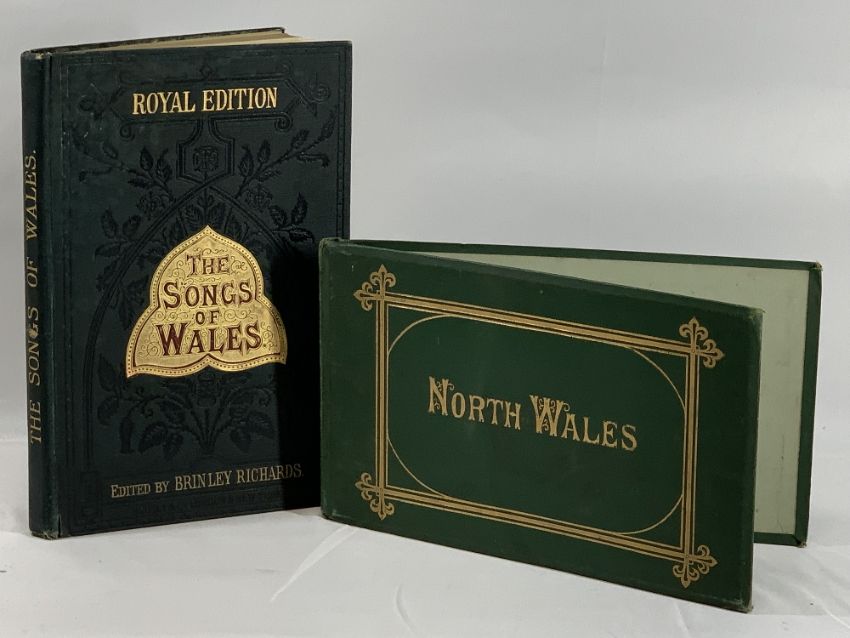 THE SONGS OF WALES.
ROYAL EDITION
THE
SONGS
OF
WALES
EDITED BY BRINLEY RICHARDS.
NORTH WALES